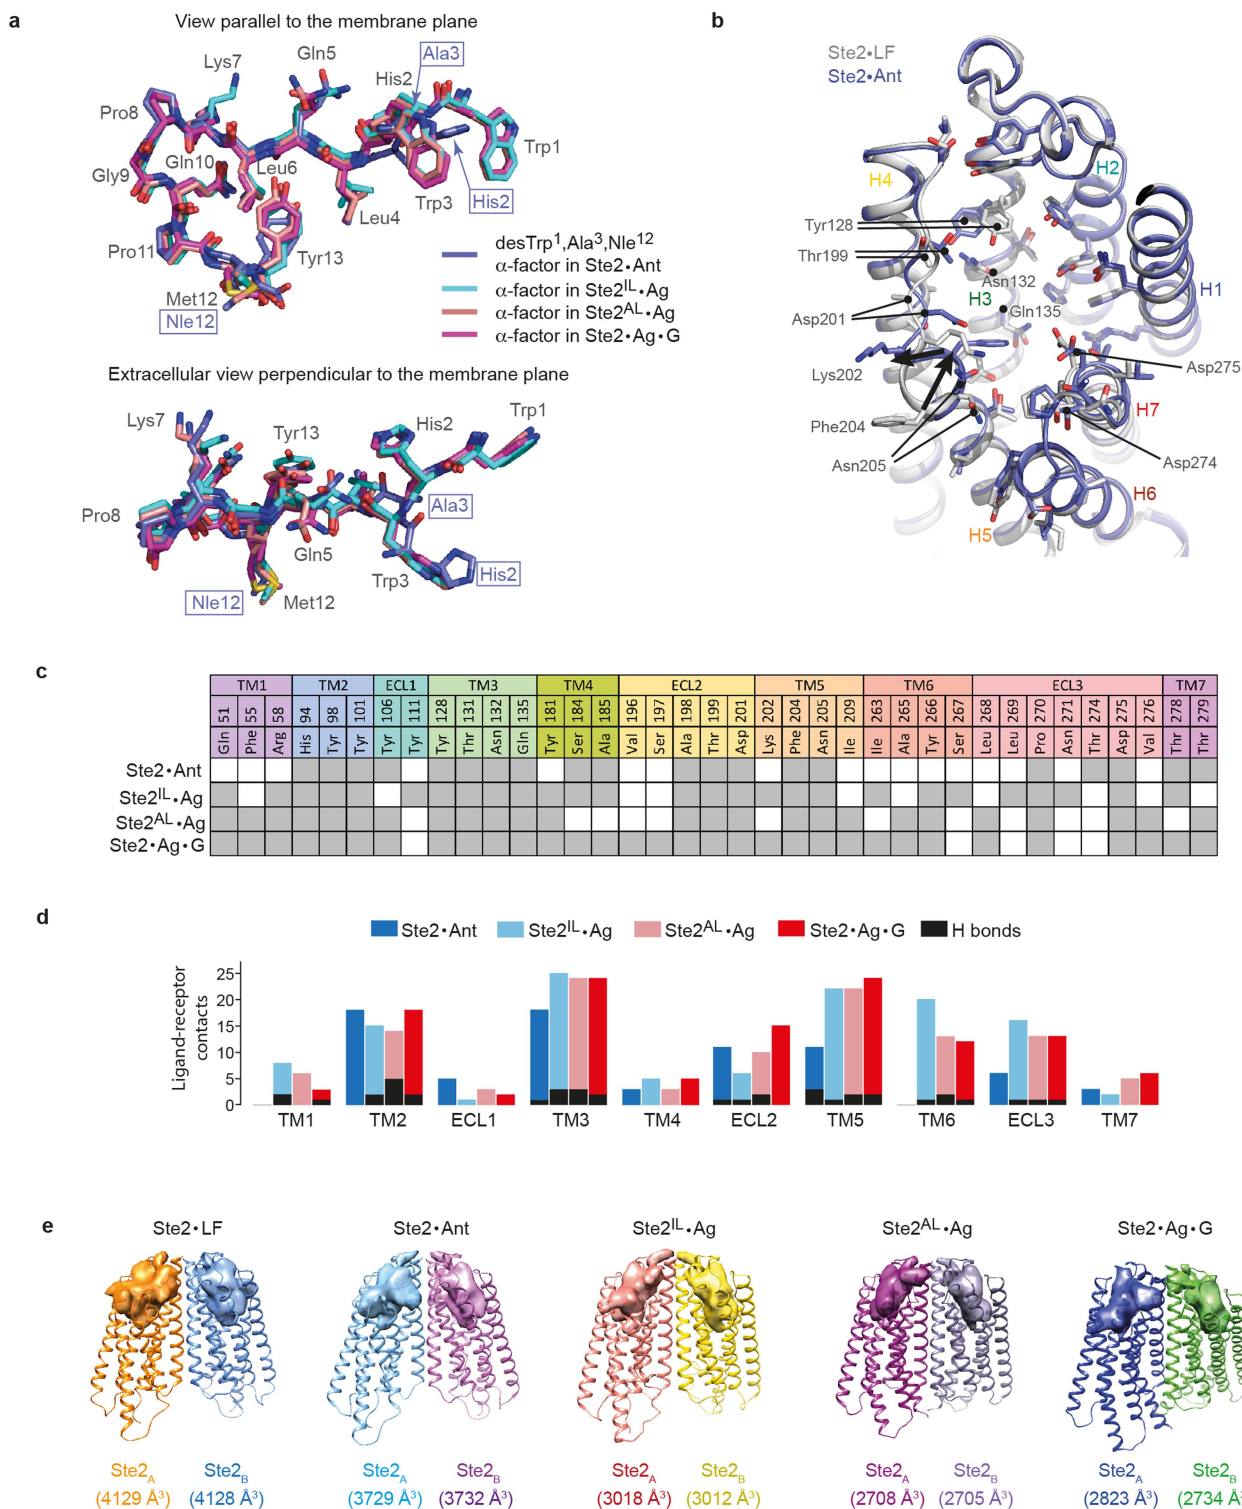 a
View parallel to the membrane plane
Lys7
Gln5
His2
Ala3
Pro8
Trp1
Gln10
Leu6
Gly9
Trp3
His2
Leu4
Pro11
Tyr13
Met12
Nle12
desTrp¹,Ala³,Nle¹²
α-factor in Ste2•Ant
α-factor in Ste2ᴵᴸ•Ag
α-factor in Ste2ᴬᴸ•Ag
α-factor in Ste2•Ag•G
Extracellular view perpendicular to the membrane plane
Lys7
Tyr13
His2
Trp1
Ala3
Pro8
Gln5
Trp3
His2
Nle12
Met12
b
Ste2•LF
Ste2•Ant
H4
H2
Tyr128
Thr199
Asn132
H3
H1
Gln135
Asp201
Lys202
Asp275
H7
Phe204
Asn205
Asp274
H6
H5
c
TM1 TM2 ECL1 TM3 TM4 ECL2 TM5 TM6 ECL3 TM7
51 55 58 94 98 101 106 111 128 131 132 135 181 184 185 196 197 198 199 201 202 204 205 209 263 265 266 267 268 269 270 271 274 275 276 278 279
Gln Phe Arg His Tyr Tyr Tyr Tyr Tyr Thr Asn Gln Tyr Ser Ala Val Ser Ala Thr Asp Lys Phe Asn Ile Ile Ala Tyr Ser Leu Leu Pro Asn Thr Asp Val Thr Thr
Ste2•Ant
Ste2ᴵᴸ•Ag
Ste2ᴬᴸ•Ag
Ste2•Ag•G
d
Ste2•Ant Ste2ᴵᴸ•Ag Ste2ᴬᴸ•Ag Ste2•Ag•G H bonds
Ligand-receptor
contacts
25
20
15
10
5
0
TM1 TM2 ECL1 TM3 TM4 ECL2 TM5 TM6 ECL3 TM7
e
Ste2•LF Ste2•Ant Ste2ᴵᴸ•Ag Ste2ᴬᴸ•Ag Ste2•Ag•G
Ste2A Ste2B Ste2A Ste2B Ste2A Ste2B Ste2A Ste2B Ste2A Ste2B
(4129 Å³) (4128 Å³) (3729 Å³) (3732 Å³) (3018 Å³) (3012 Å³) (2708 Å³) (2705 Å³) (2823 Å³) (2734 Å³)